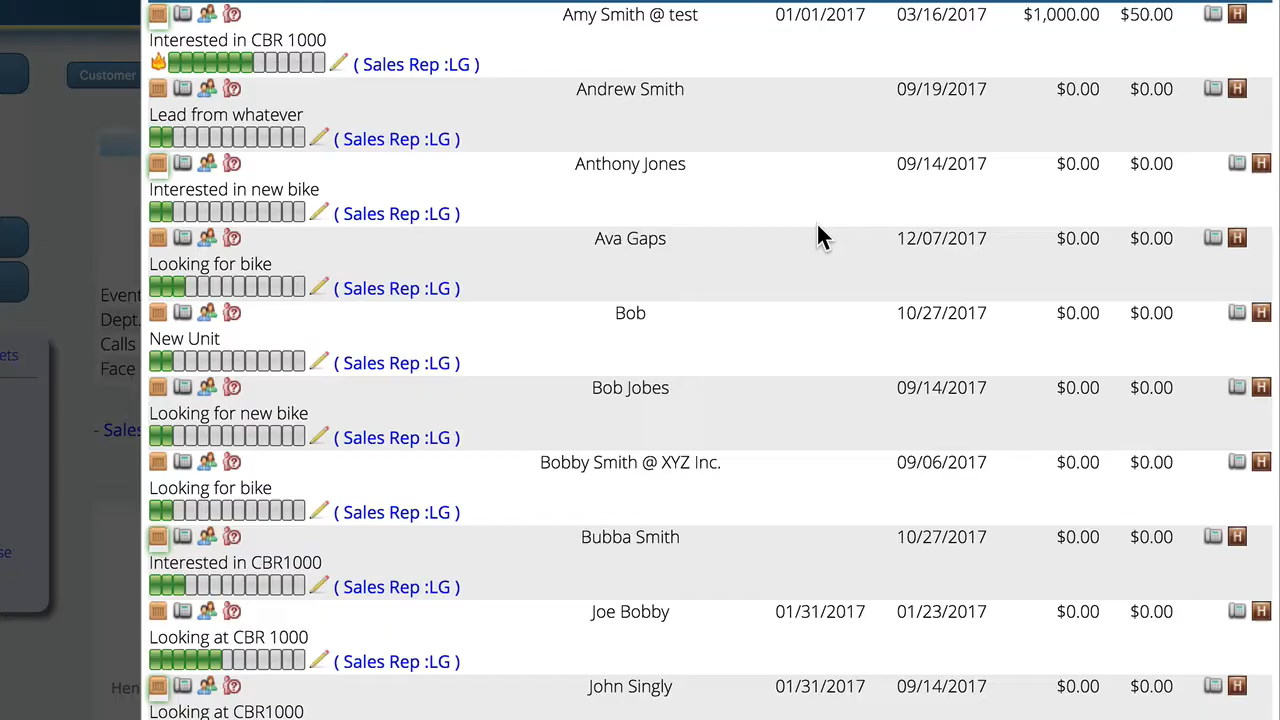 Amy Smith @ test 01/01/2017 03/16/2017 $1,000.00 $50.00 H
Interested in CBR 1000
( Sales Rep :LG )
Customer
Andrew Smith 09/19/2017 $0.00 $0.00 H
Lead from whatever
( Sales Rep :LG )
Anthony Jones 09/14/2017 $0.00 $0.00 H
Interested in new bike
( Sales Rep :LG )
Ava Gaps 12/07/2017 $0.00 $0.00 H
Looking for bike
( Sales Rep :LG )
Event
Dept.
Calls
Face
Bob 10/27/2017 $0.00 $0.00 H
New Unit
( Sales Rep :LG )
Bob Jobes 09/14/2017 $0.00 $0.00 H
Looking for new bike
( Sales Rep :LG )
- Sales
Bobby Smith @ XYZ Inc. 09/06/2017 $0.00 $0.00 H
Looking for bike
( Sales Rep :LG )
Bubba Smith 10/27/2017 $0.00 $0.00 H
Interested in CBR1000
( Sales Rep :LG )
Joe Bobby 01/31/2017 01/23/2017 $0.00 $0.00 H
Looking at CBR 1000
( Sales Rep :LG )
John Singly 01/31/2017 09/14/2017 $0.00 $0.00 H
Looking at CBR1000
Hen